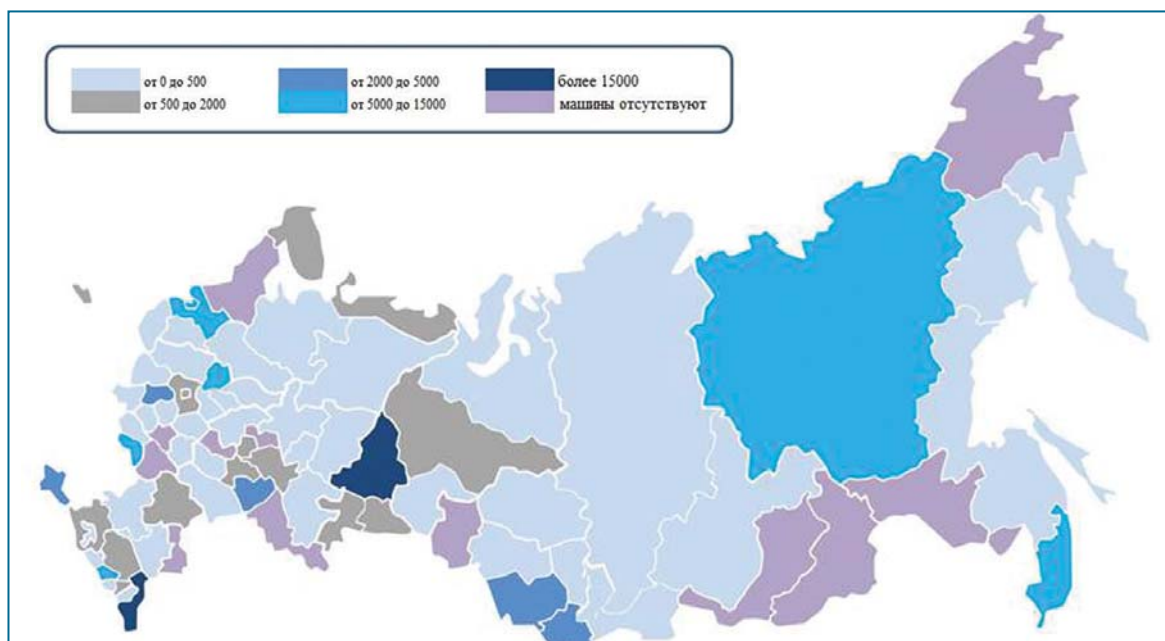 от 0 до 500
от 500 до 2000
от 2000 до 5000
от 5000 до 15000
более 15000
машины отсутствуют